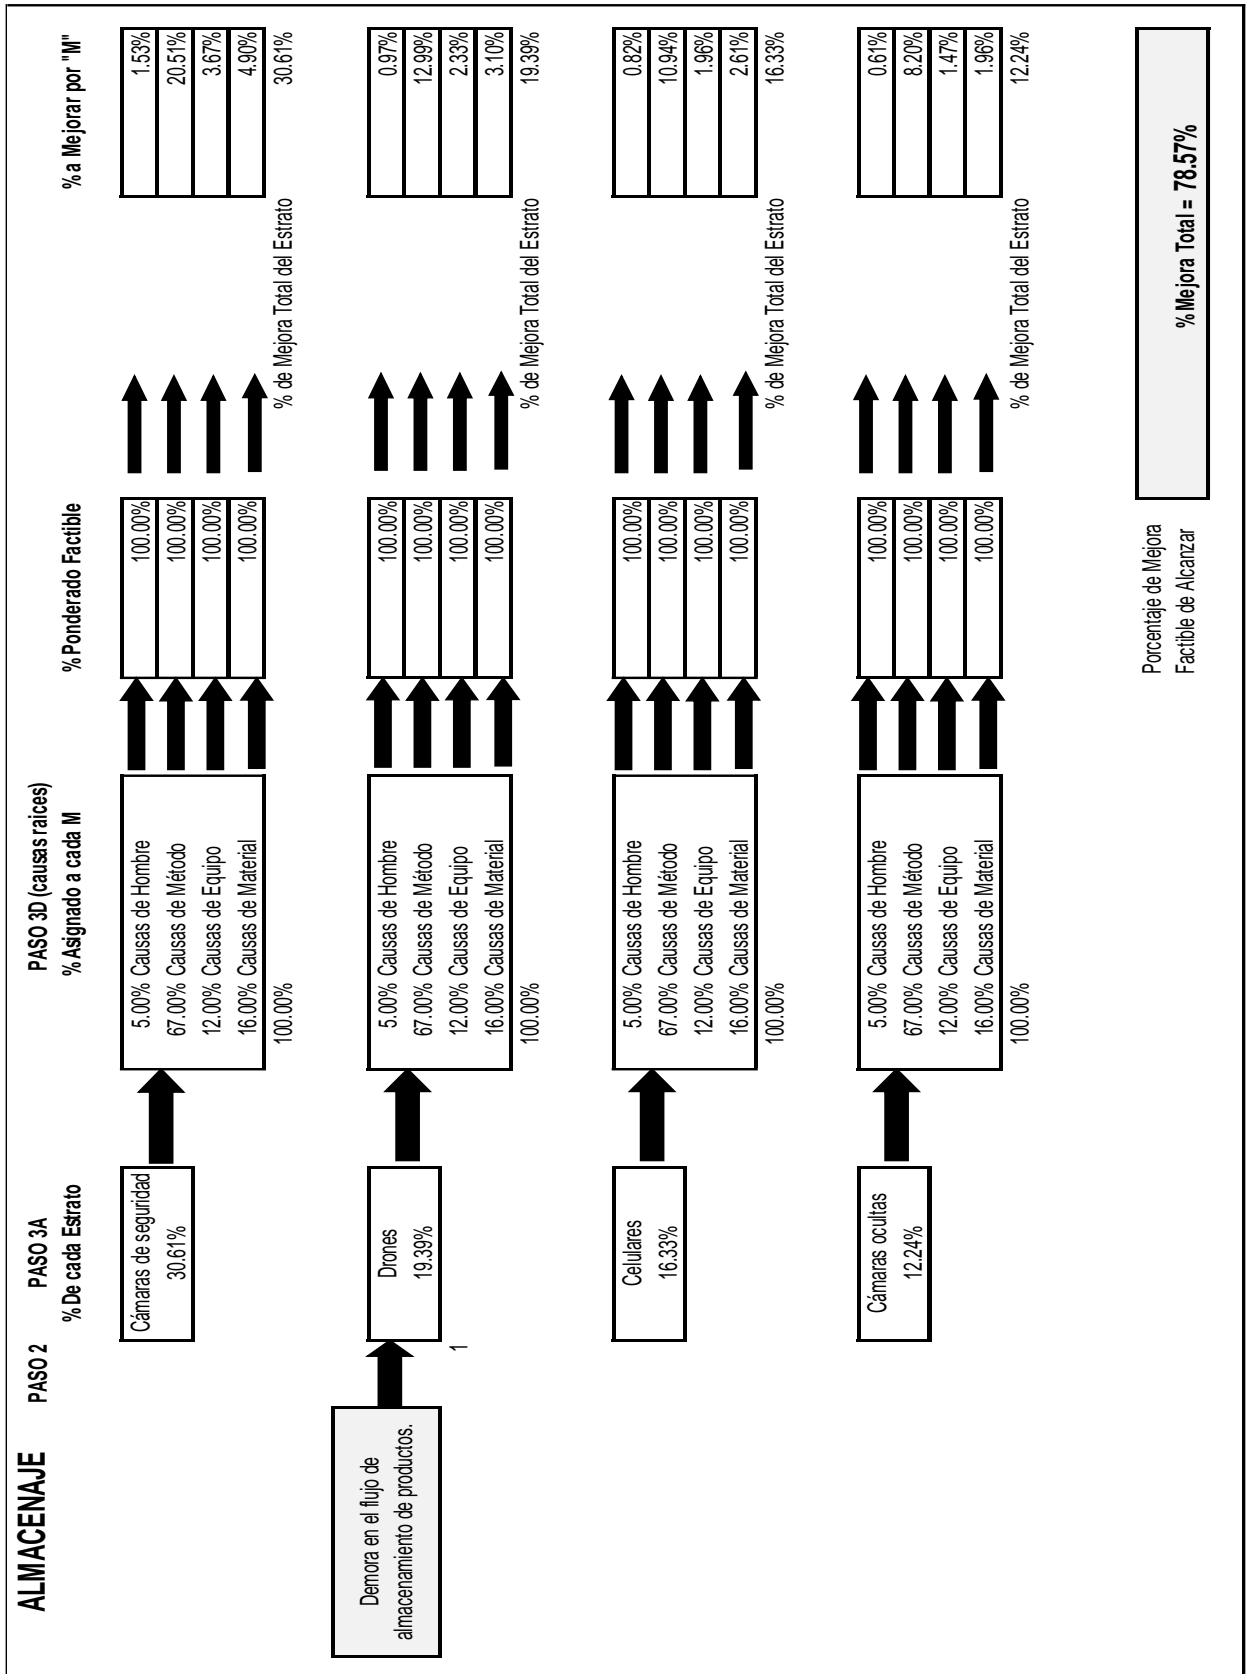 ALMACENAJE
PASO 2
PASO 3A
PASO 3D (causas raices)
% De cada Estrato
% Asignado a cada M
% Ponderado Factible
% a Mejorar por "M"
Cámaras de seguridad
30.61%
5.00% Causas de Hombre
67.00% Causas de Método
12.00% Causas de Equipo
16.00% Causas de Material
100.00%
100.00%
100.00%
100.00%
100.00%
1.53%
20.51%
3.67%
4.90%
% de Mejora Total del Estrato
30.61%
Demora en el flujo de
almacenamiento de productos.
1
Drones
19.39%
5.00% Causas de Hombre
67.00% Causas de Método
12.00% Causas de Equipo
16.00% Causas de Material
100.00%
100.00%
100.00%
100.00%
100.00%
0.97%
12.99%
2.33%
3.10%
% de Mejora Total del Estrato
19.39%
Celulares
16.33%
5.00% Causas de Hombre
67.00% Causas de Método
12.00% Causas de Equipo
16.00% Causas de Material
100.00%
100.00%
100.00%
100.00%
100.00%
0.82%
10.94%
1.96%
2.61%
% de Mejora Total del Estrato
16.33%
Cámaras ocultas
12.24%
5.00% Causas de Hombre
67.00% Causas de Método
12.00% Causas de Equipo
16.00% Causas de Material
100.00%
100.00%
100.00%
100.00%
100.00%
0.61%
8.20%
1.47%
1.96%
% de Mejora Total del Estrato
12.24%
Porcentaje de Mejora
Factible de Alcanzar
% Mejora Total = 78.57%